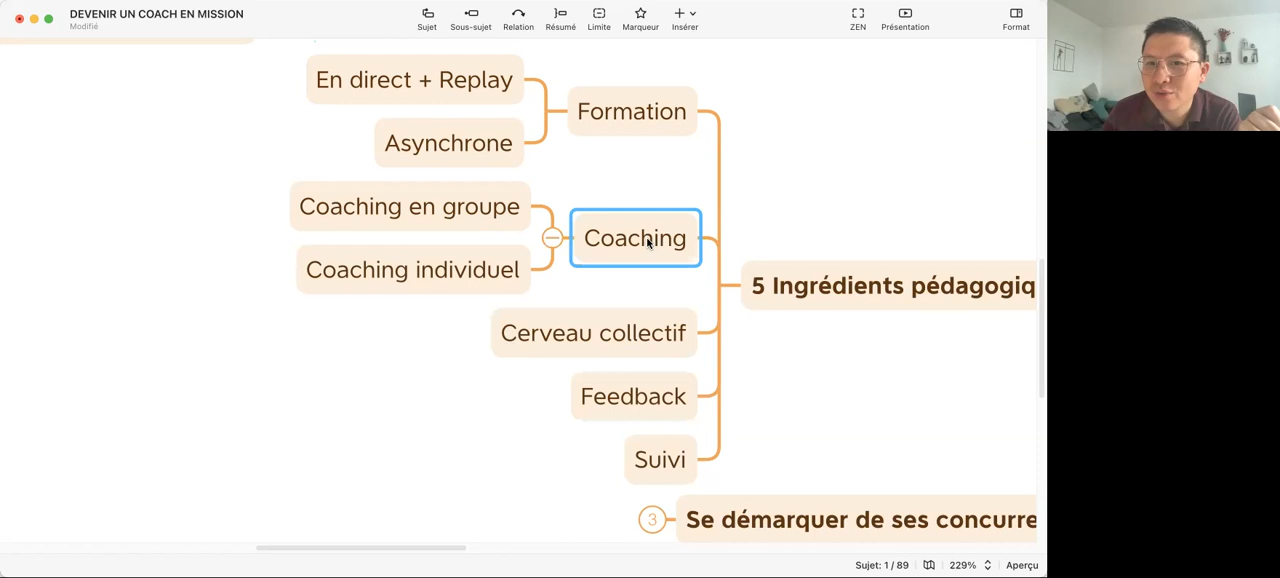 DEVENIR UN COACH EN MISSION
Modifié
Sujet
Sous-sujet
Relation
Résumé
Limite
Marqueur
Insérer
ZEN
Présentation
Format
En direct + Replay
Asynchrone
Formation
Coaching en groupe
Coaching individuel
Coaching
Cerveau collectif
Feedback
Suivi
5 Ingrédients pédagogiq
3
Se démarquer de ses concurre
Sujet: 1 / 89
229%
Aperçu